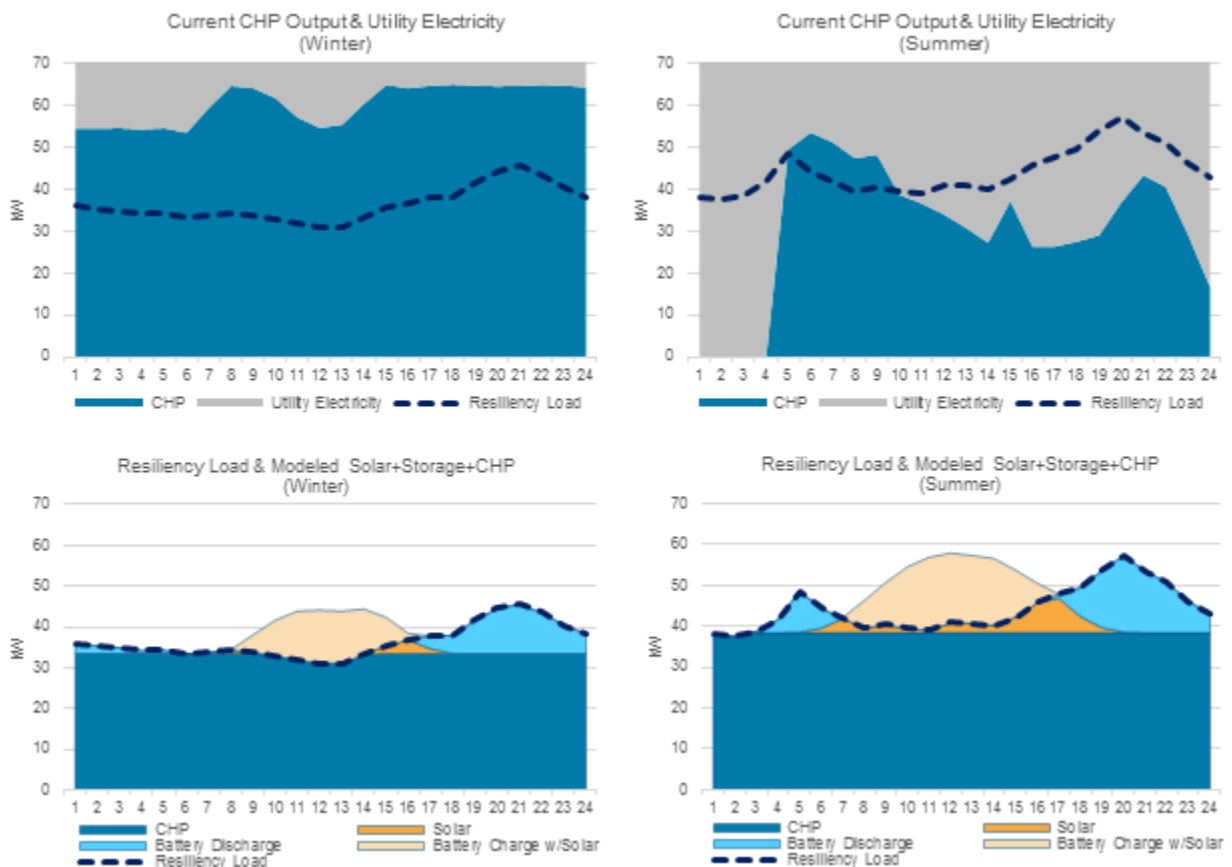 Current CHP Output & Utility Electricity
(Winter)
70
60
50
40
30
20
10
0
kW
1 2 3 4 5 6 7 8 9 10 11 12 13 14 15 16 17 18 19 20 21 22 23 24
CHP Utility Electricity Resiliency Load
Current CHP Output & Utility Electricity
(Summer)
70
60
50
40
30
20
10
0
kW
1 2 3 4 5 6 7 8 9 10 11 12 13 14 15 16 17 18 19 20 21 22 23 24
CHP Utility Electricity Resiliency Load
Resiliency Load & Modeled Solar+Storage+CHP
(Winter)
70
60
50
40
30
20
10
0
kW
1 2 3 4 5 6 7 8 9 10 11 12 13 14 15 16 17 18 19 20 21 22 23 24
CHP Solar
Battery Discharge Battery Charge w/Solar
Resiliency Load
Resiliency Load & Modeled Solar+Storage+CHP
(Summer)
70
60
50
40
30
20
10
0
kW
1 2 3 4 5 6 7 8 9 10 11 12 13 14 15 16 17 18 19 20 21 22 23 24
CHP Solar
Battery Discharge Battery Charge w/Solar
Resiliency Load